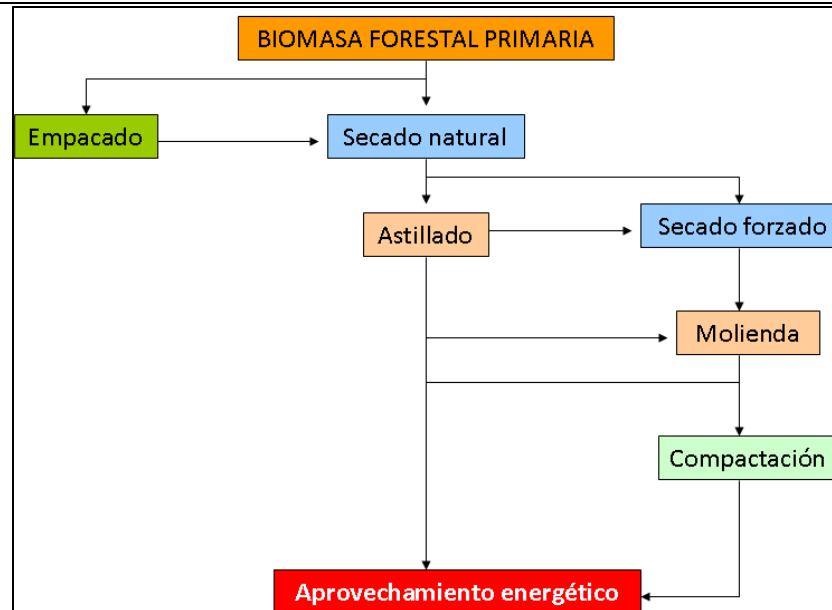 BIOMASA FORESTAL PRIMARIA
Empacado
Secado natural
Astillado
Secado forzado
Molienda
Compactación
Aprovechamiento energético